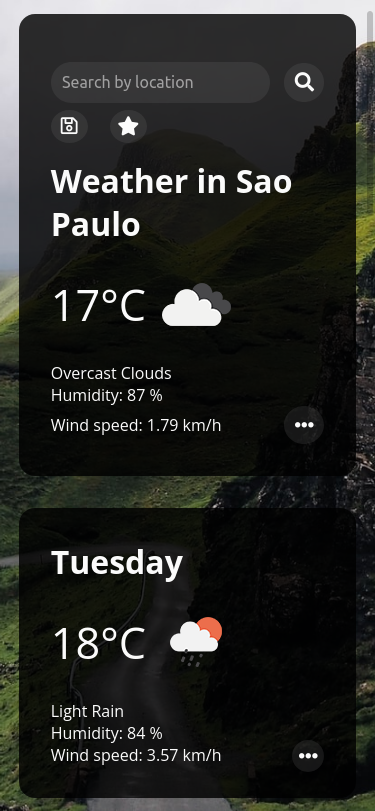 Search by location
Weather in Sao
Paulo
17°C
Overcast Clouds
Humidity: 87 %
Wind speed: 1.79 km/h
Tuesday
18°C
Light Rain
Humidity: 84 %
Wind speed: 3.57 km/h